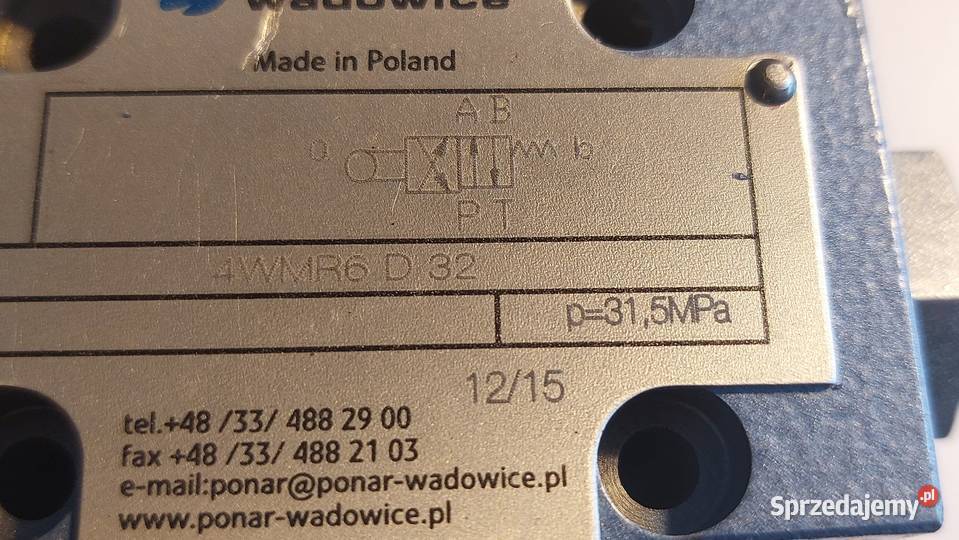 wadowice
Made in Poland
A B
a b
P T
4WMR6 D 32
p=31,5MPa
12/15
tel.+48 /33/ 488 29 00
fax +48 /33/ 488 21 03
e-mail:ponar@ponar-wadowice.pl
www.ponar-wadowice.pl
Sprzedajemy.pl